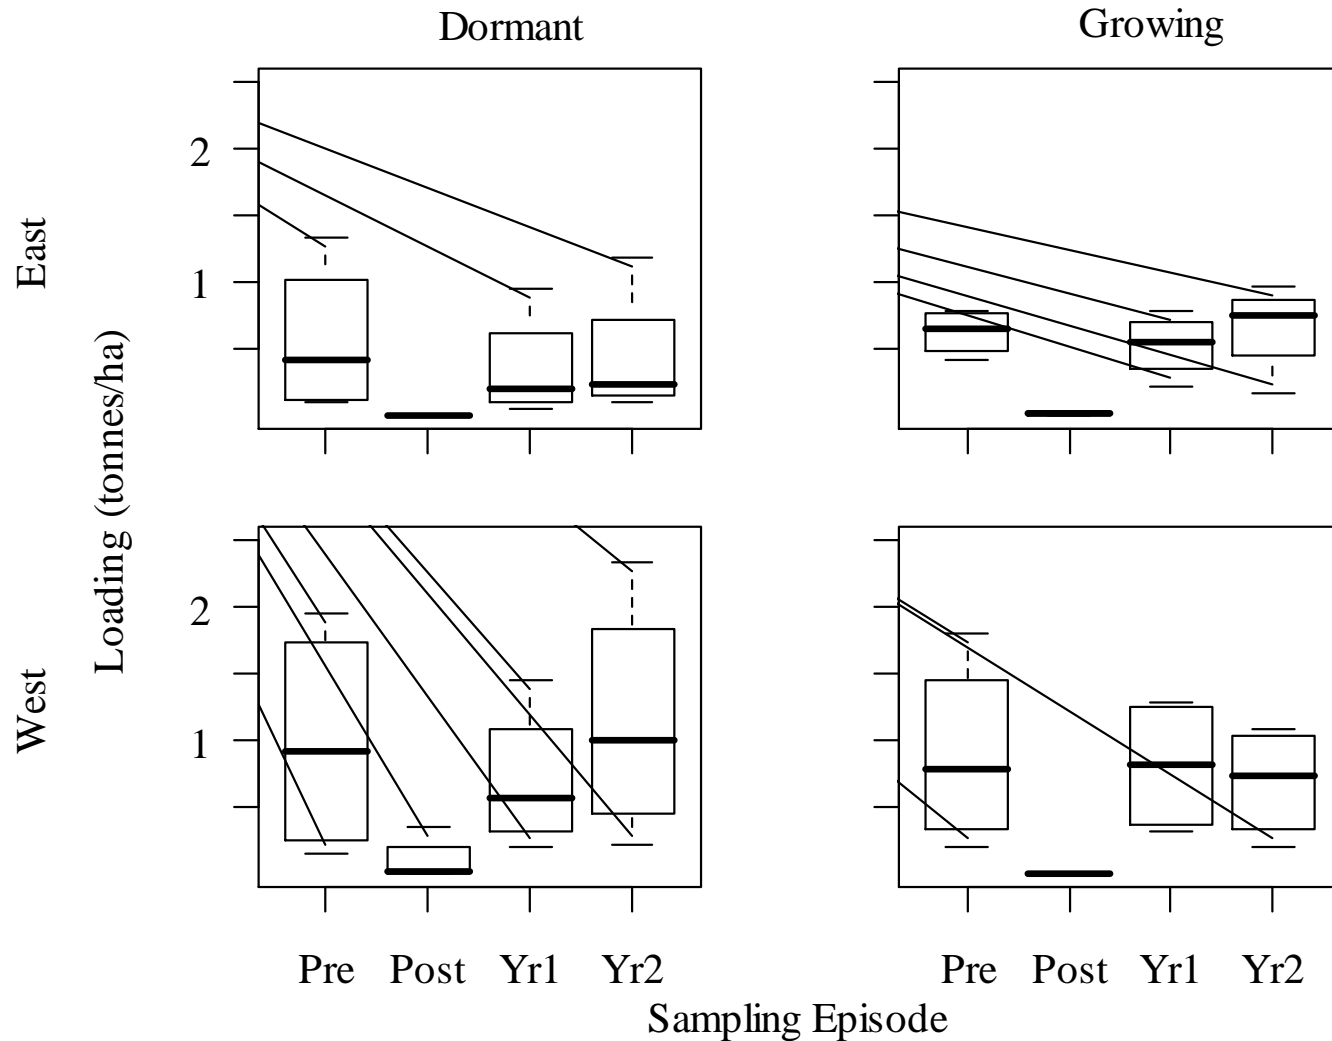 Dormant
Growing
East
2
1
Loading (tonnes/ha)
West
2
1
Pre Post Yr1 Yr2
Pre Post Yr1 Yr2
Sampling Episode